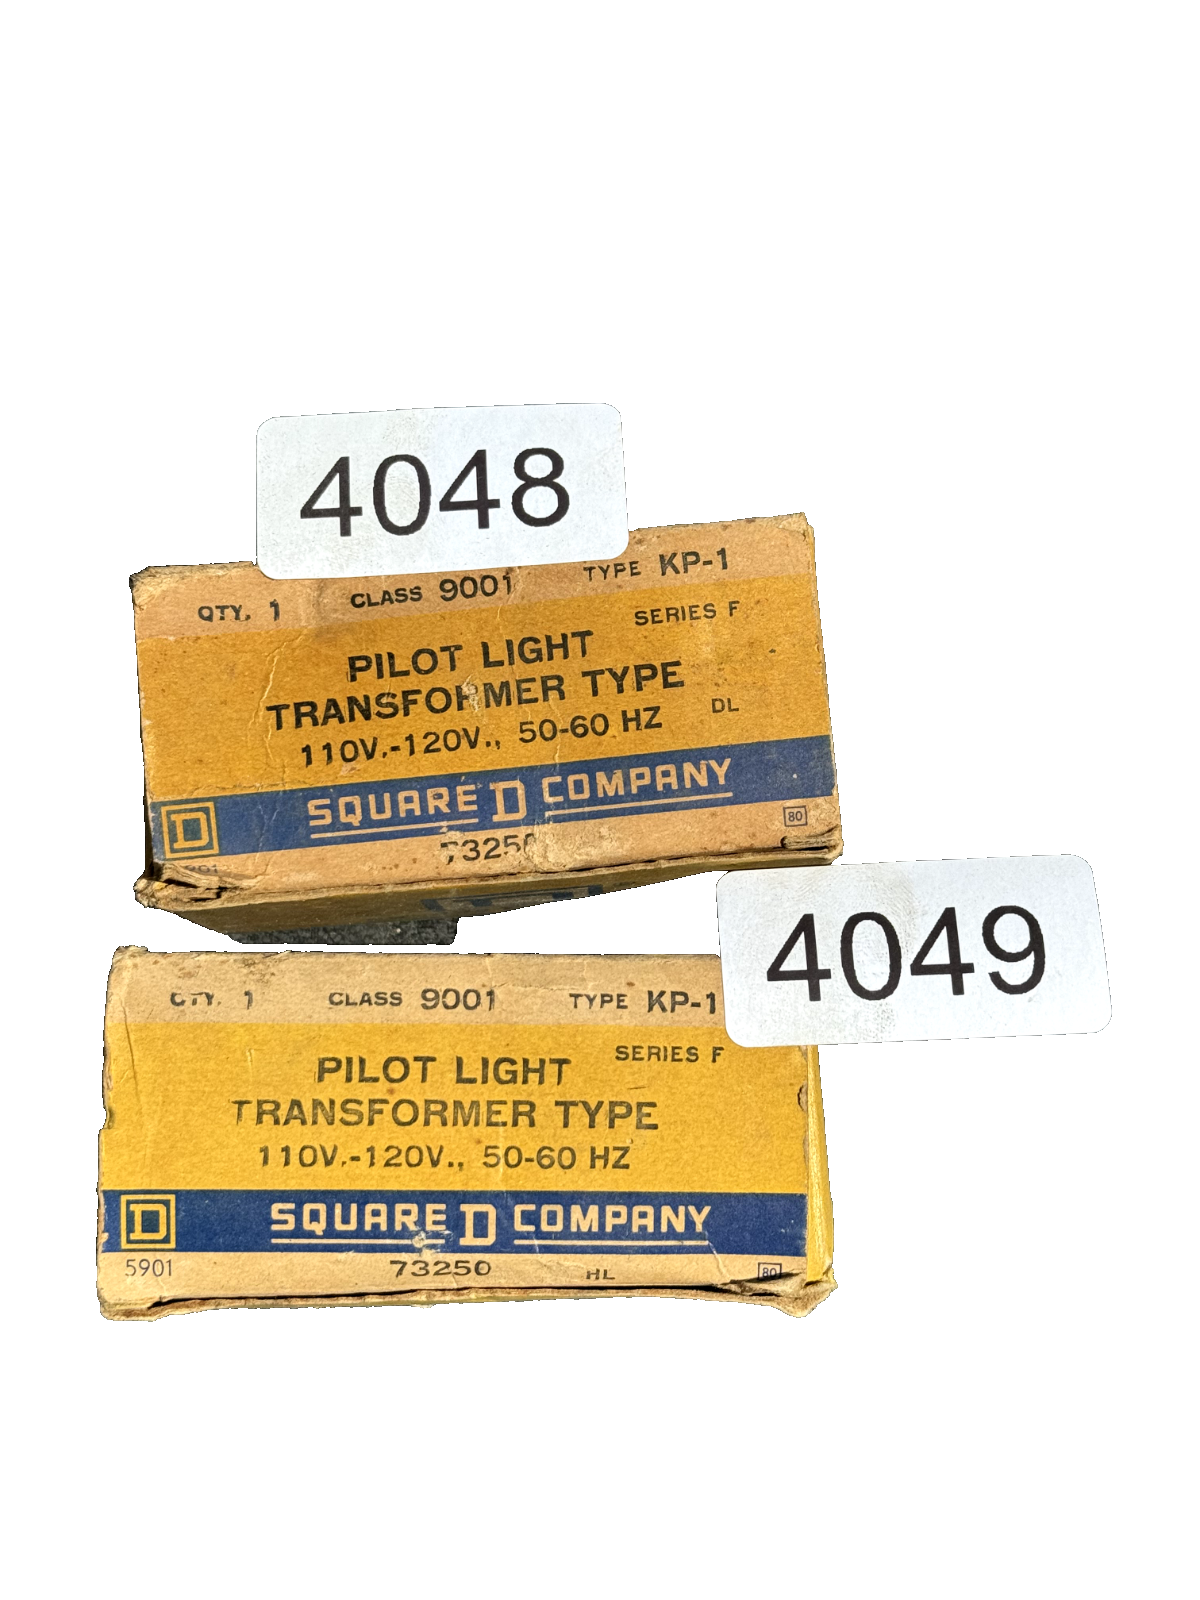 4048
QTY. 1 CLASS 9001 TYPE KP-1
SERIES F
PILOT LIGHT
TRANSFORMER TYPE
110V.-120V., 50-60 HZ DL
D SQUARE D COMPANY
80
4049
QTY. 1 CLASS 9001 TYPE KP-1
SERIES F
PILOT LIGHT
TRANSFORMER TYPE
110V.-120V., 50-60 HZ
D SQUARE D COMPANY
5901 73250 HL 80